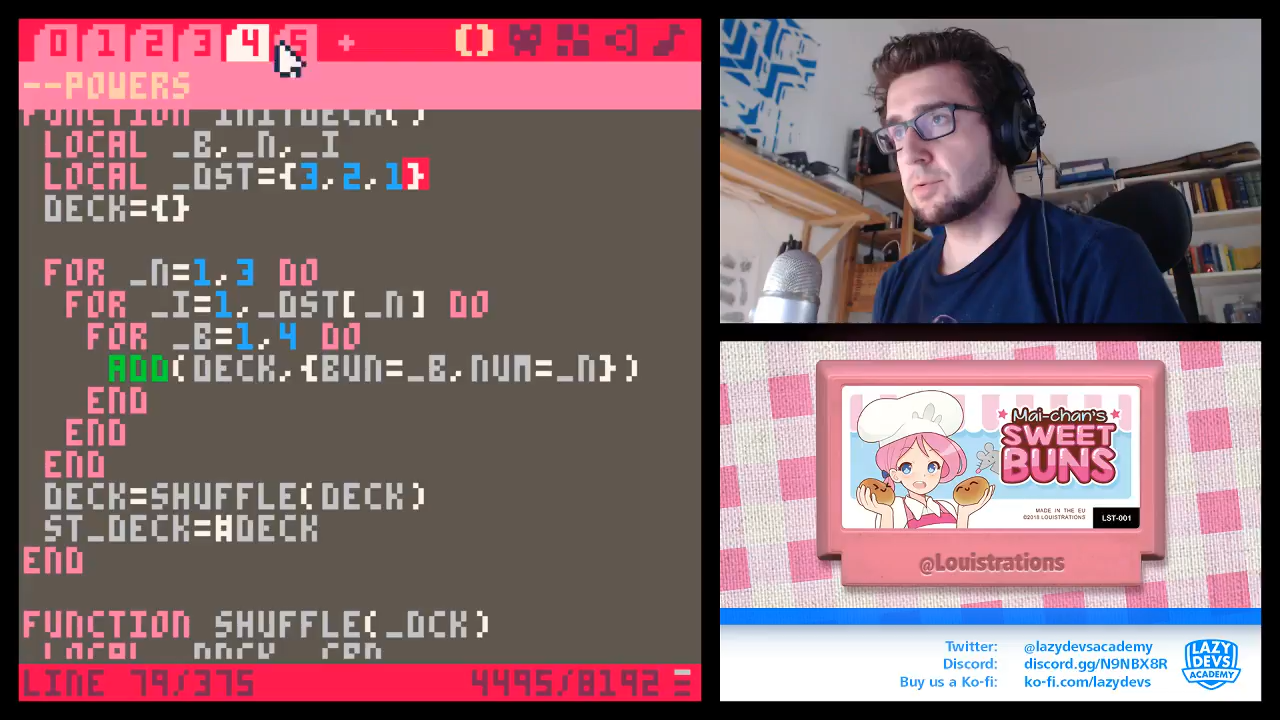 0 1 2 3 4 5 +
--POWERS
FUNCTION INITDECK()
LOCAL _B,_N,_I
LOCAL _DST={3,2,1}
DECK={}
FOR _N=1,3 DO
FOR _I=1,_DST[_N] DO
FOR _B=1,4 DO
ADD(DECK,{BUN=_B,NUM=_N})
END
END
END
DECK=SHUFFLE(DECK)
ST_DECK=#DECK
END
FUNCTION SHUFFLE(_DCK)
LINE 79/375
4495/8192
Mai-chan's
SWEET
BUNS
MADE IN THE EU
©2018 LOUISTRATIONS
LST-001
@Louistrations
Twitter: @lazydevsacademy
Discord: discord.gg/N9NBX8R
Buy us a Ko-fi: ko-fi.com/lazydevs
LAZY
DEVS
ACADEMY